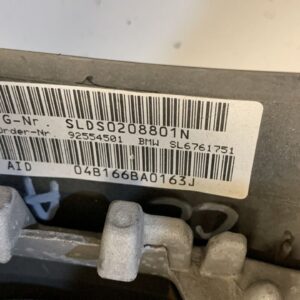 G-Nr. SLDS0208801N
order-Nr 92554501 BMW SL6761751
AID 04B166BA0163J